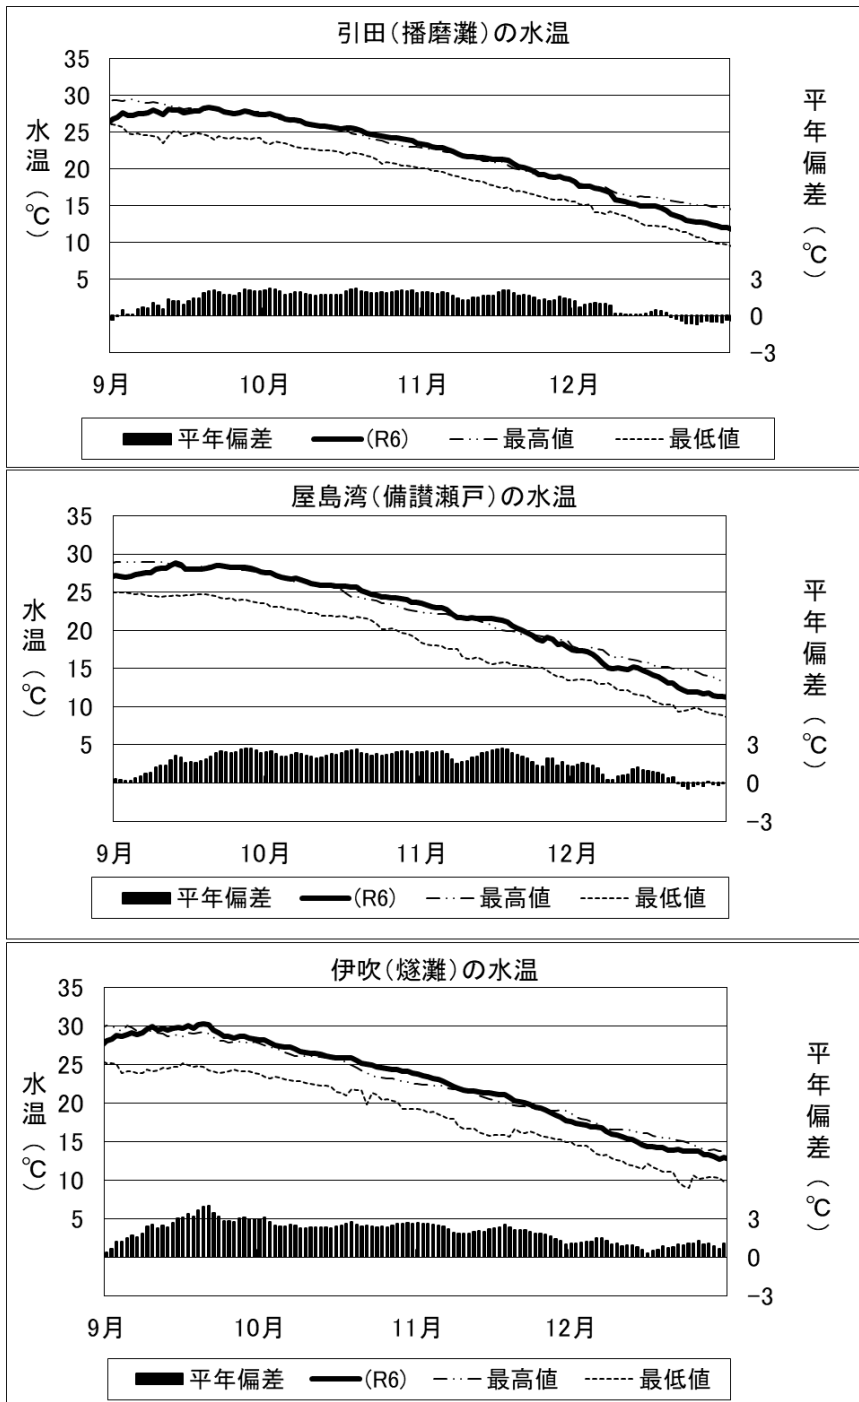 引田（播磨灘）の水温
35
30
25
20
15
10
5
水温（℃）
平年偏差（℃）
3
0
−3
9月 10月 11月 12月
平年偏差 (R6) 最高値 最低値
屋島湾（備讃瀬戸）の水温
35
30
25
20
15
10
5
水温（℃）
平年偏差（℃）
3
0
−3
9月 10月 11月 12月
平年偏差 (R6) 最高値 最低値
伊吹（燧灘）の水温
35
30
25
20
15
10
5
水温（℃）
平年偏差（℃）
3
0
−3
9月 10月 11月 12月
平年偏差 (R6) 最高値 最低値